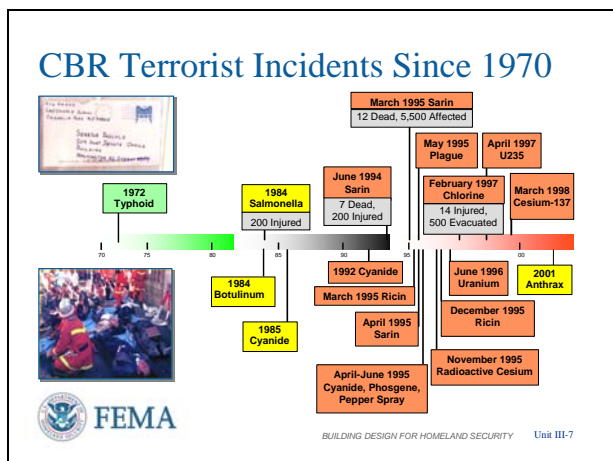 CBR Terrorist Incidents Since 1970
March 1995 Sarin
12 Dead, 5,500 Affected
May 1995
Plague
April 1997
U235
June 1994
Sarin
7 Dead,
200 Injured
February 1997
Chlorine
14 Injured,
500 Evacuated
March 1998
Cesium-137
1972
Typhoid
1984
Salmonella
200 Injured
70
75
80
85
90
95
00
1984
Botulinum
1985
Cyanide
1992 Cyanide
March 1995 Ricin
April 1995
Sarin
April-June 1995
Cyanide, Phosgene,
Pepper Spray
June 1996
Uranium
2001
Anthrax
December 1995
Ricin
November 1995
Radioactive Cesium
FEMA
BUILDING DESIGN FOR HOMELAND SECURITY
Unit III-7